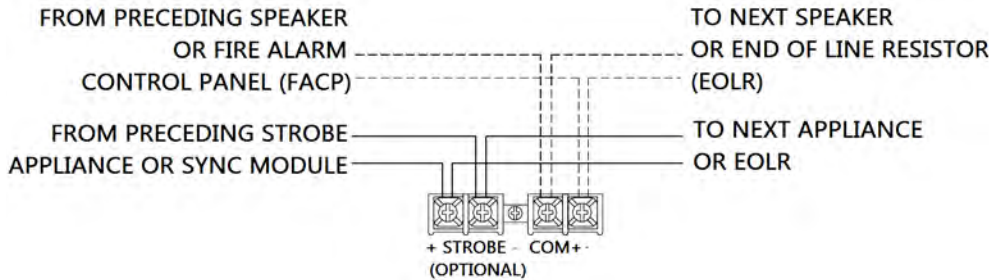 FROM PRECEDING SPEAKER
OR FIRE ALARM
CONTROL PANEL (FACP)
TO NEXT SPEAKER
OR END OF LINE RESISTOR
(EOLR)
FROM PRECEDING STROBE
APPLIANCE OR SYNC MODULE
TO NEXT APPLIANCE
OR EOLR
+ STROBE - COM+ -
(OPTIONAL)